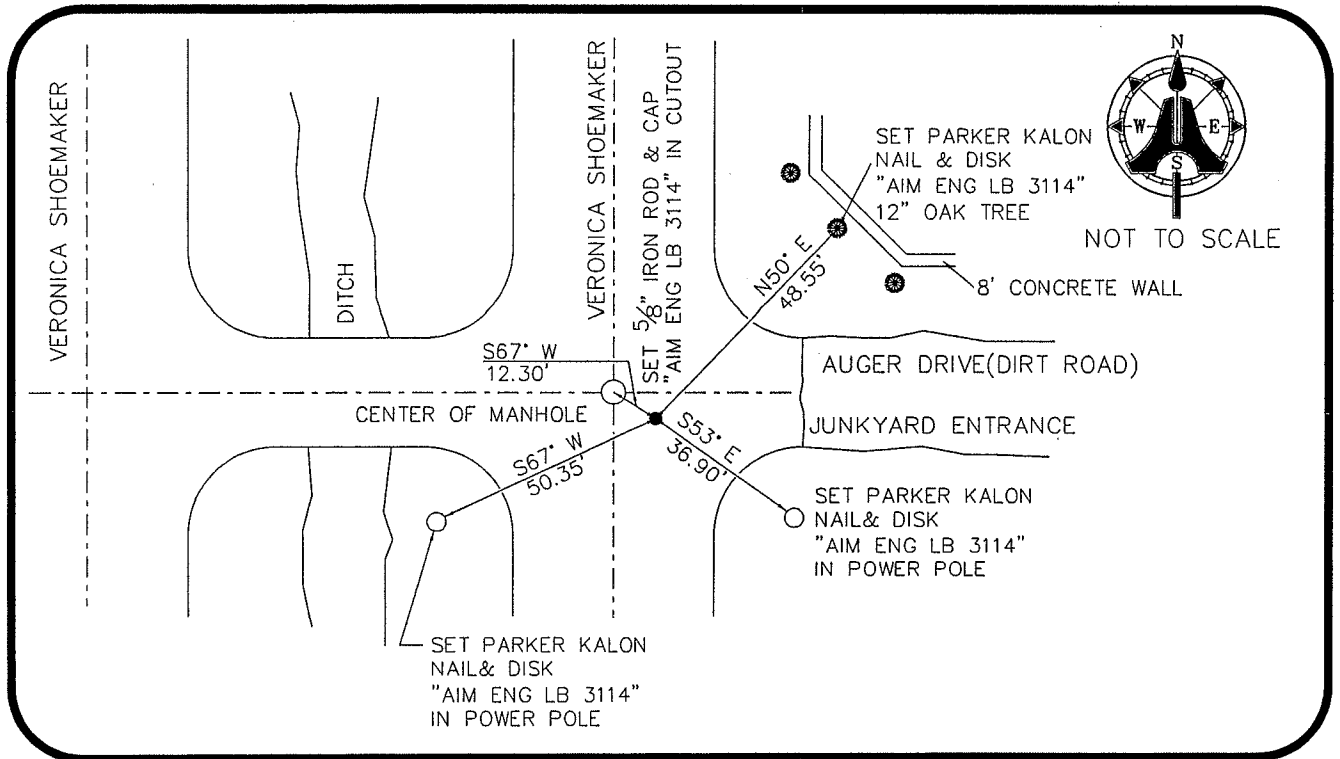 VERONICA SHOEMAKER
VERONICA SHOEMAKER
SET 5/8" IRON ROD & CAP
"AIM ENG LB 3114" IN CUTOUT
N
W
E
S
NOT TO SCALE
SET PARKER KALON
NAIL & DISK
"AIM ENG LB 3114"
12" OAK TREE
N50° E
48.55'
8' CONCRETE WALL
DITCH
S67° W
12.30'
AUGER DRIVE(DIRT ROAD)
CENTER OF MANHOLE
JUNKYARD ENTRANCE
S67° W
50.35'
S53° E
36.90'
SET PARKER KALON
NAIL& DISK
"AIM ENG LB 3114"
IN POWER POLE
SET PARKER KALON
NAIL& DISK
"AIM ENG LB 3114"
IN POWER POLE